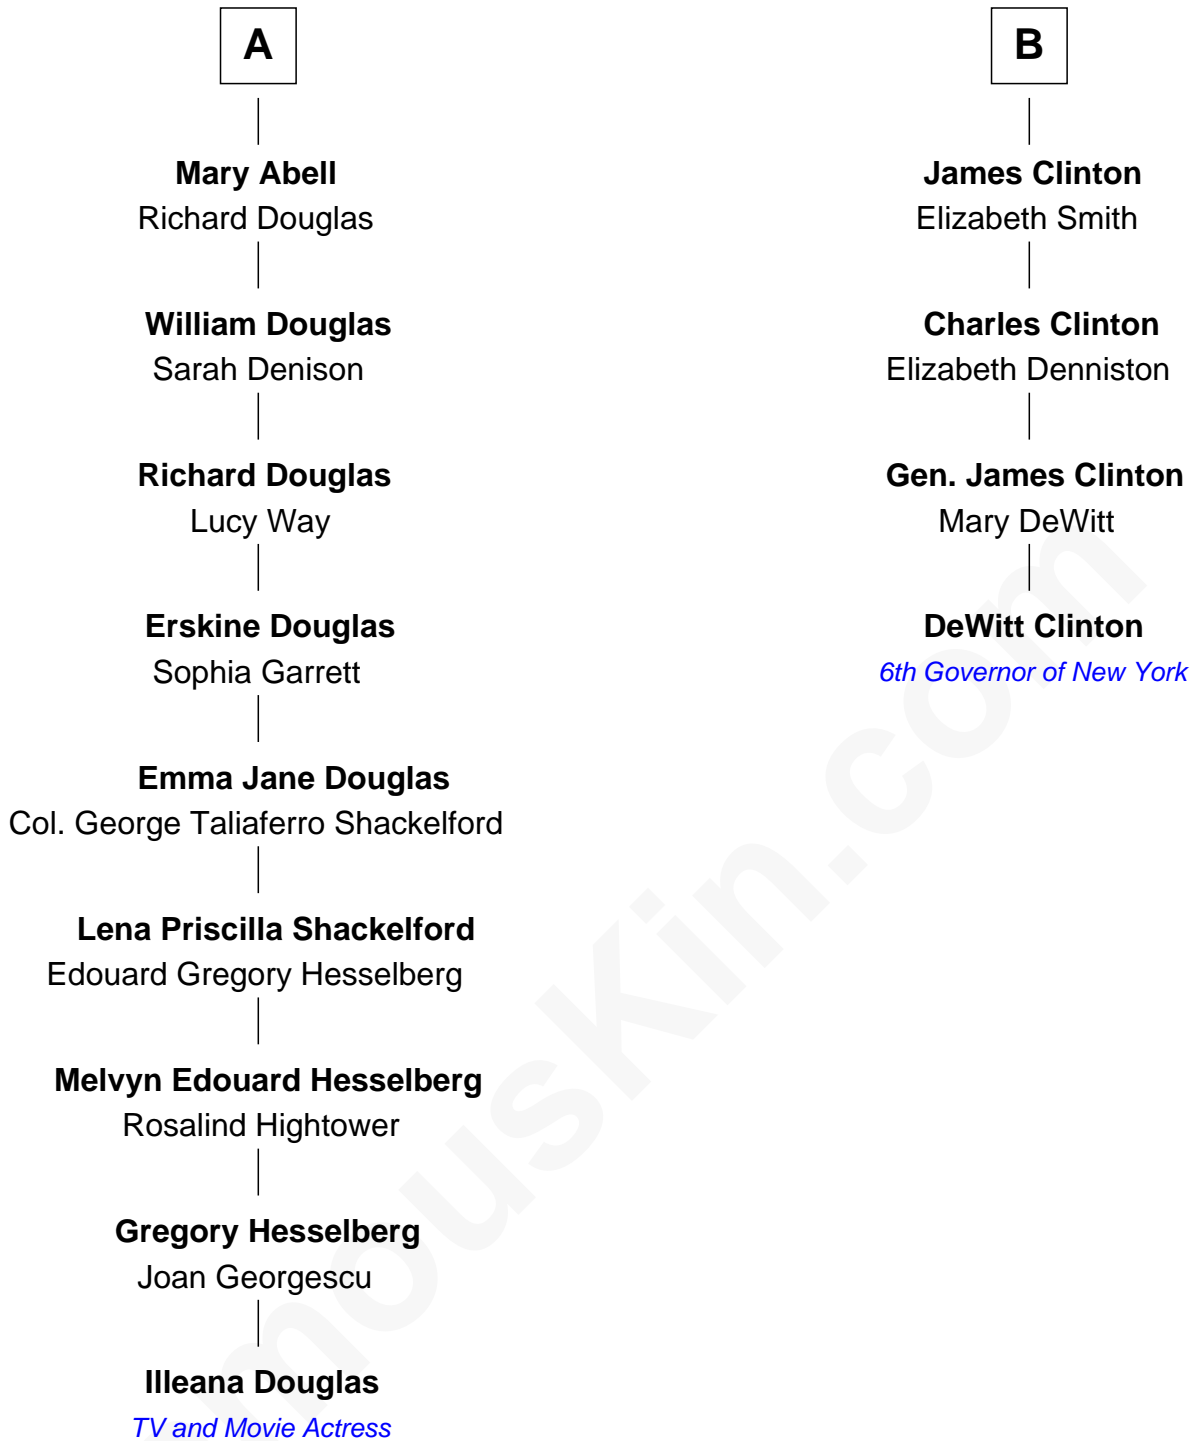 A
Mary Abell
Richard Douglas
William Douglas
Sarah Denison
Richard Douglas
Lucy Way
Erskine Douglas
Sophia Garrett
Emma Jane Douglas
Col. George Taliaferro Shackelford
Lena Priscilla Shackelford
Edouard Gregory Hesselberg
Melvyn Edouard Hesselberg
Rosalind Hightower
Gregory Hesselberg
Joan Georgescu
Illeana Douglas
TV and Movie Actress
B
James Clinton
Elizabeth Smith
Charles Clinton
Elizabeth Denniston
Gen. James Clinton
Mary DeWitt
DeWitt Clinton
6th Governor of New York
mousKin.com